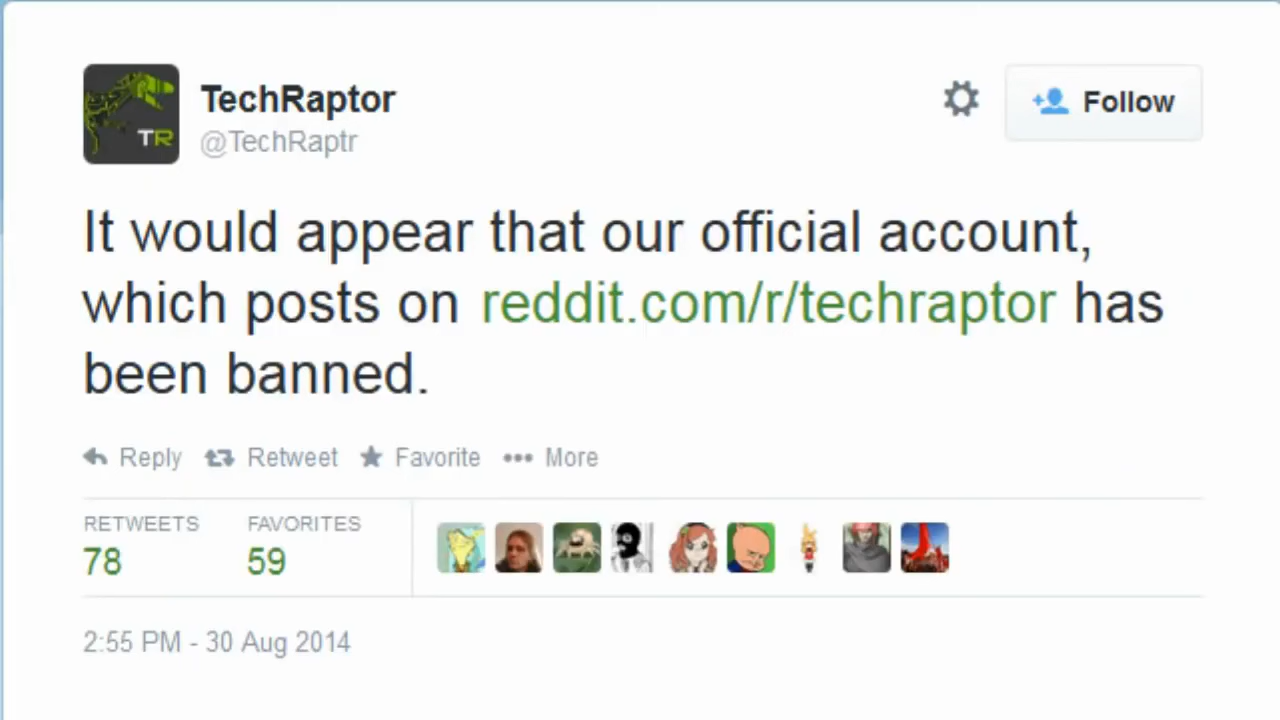 TR
TechRaptor
@TechRaptr
Follow
It would appear that our official account,
which posts on reddit.com/r/techraptor has
been banned.
Reply Retweet Favorite More
RETWEETS FAVORITES
78 59
2:55 PM - 30 Aug 2014